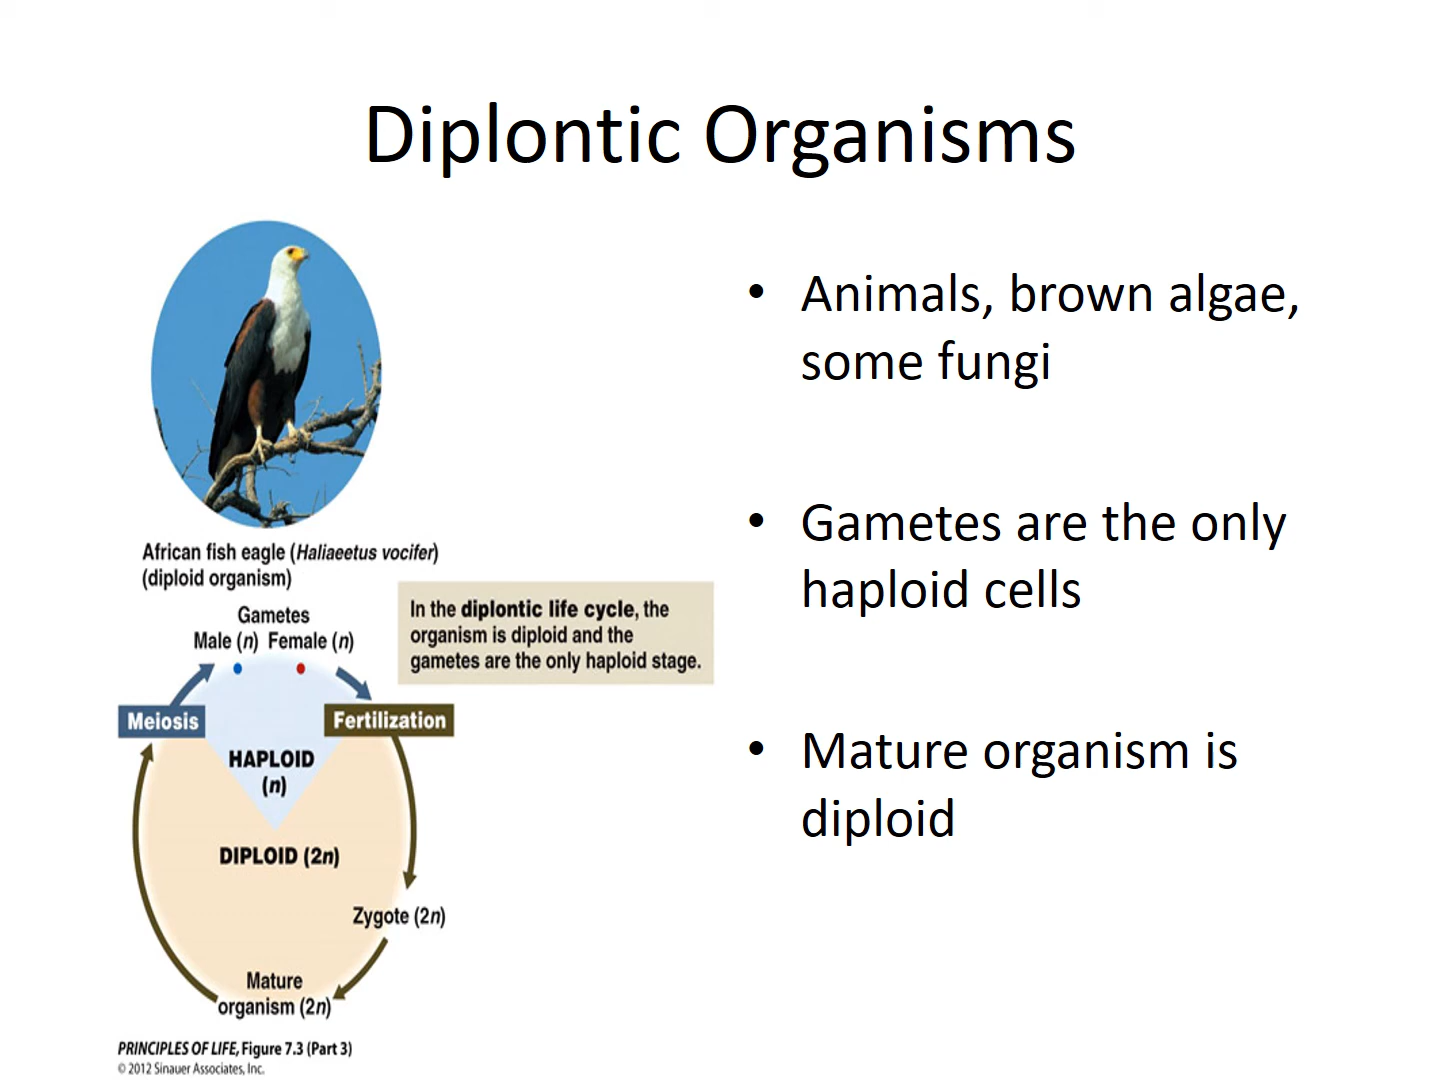 Diplontic Organisms
African fish eagle (Haliaeetus vocifer)
(diploid organism)
Gametes
Male (n) Female (n)
In the diplontic life cycle, the
organism is diploid and the
gametes are the only haploid stage.
Meiosis
Fertilization
HAPLOID
(n)
DIPLOID (2n)
Zygote (2n)
Mature
organism (2n)
PRINCIPLES OF LIFE, Figure 7.3 (Part 3)
© 2012 Sinauer Associates, Inc.
• Animals, brown algae,
some fungi
• Gametes are the only
haploid cells
• Mature organism is
diploid